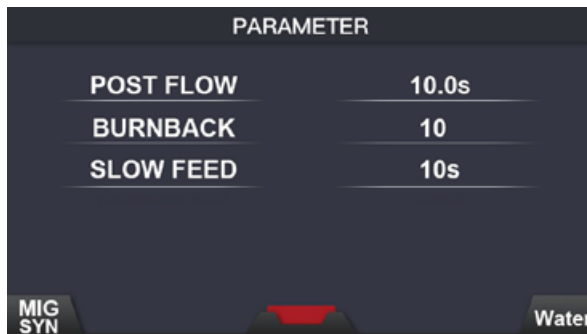 PARAMETER
POST FLOW 10.0s
BURNBACK 10
SLOW FEED 10s
MIG
SYN
Water